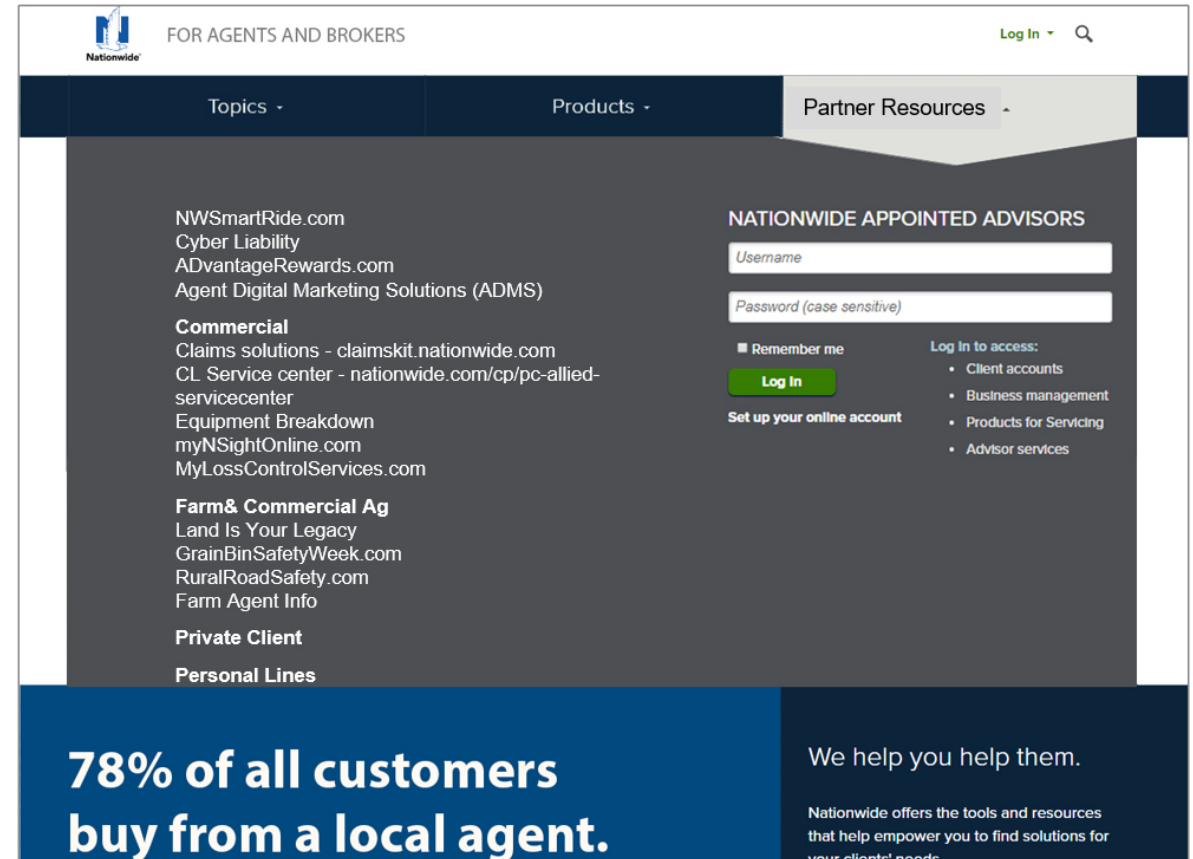 Nationwide®
FOR AGENTS AND BROKERS
Log In
Topics
Products
Partner Resources
NWSmartRide.com
Cyber Liability
ADvantageRewards.com
Agent Digital Marketing Solutions (ADMS)
Commercial
Claims solutions - claimskit.nationwide.com
CL Service center - nationwide.com/cp/pc-allied-
servicecenter
Equipment Breakdown
myNSightOnline.com
MyLossControlServices.com
Farm& Commercial Ag
Land Is Your Legacy
GrainBinSafetyWeek.com
RuralRoadSafety.com
Farm Agent Info
Private Client
Personal Lines
NATIONWIDE APPOINTED ADVISORS
Username
Password (case sensitive)
Remember me
Log In
Set up your online account
Log In to access:
• Client accounts
• Business management
• Products for Servicing
• Advisor services
78% of all customers
buy from a local agent.
We help you help them.
Nationwide offers the tools and resources
that help empower you to find solutions for
your clients' needs